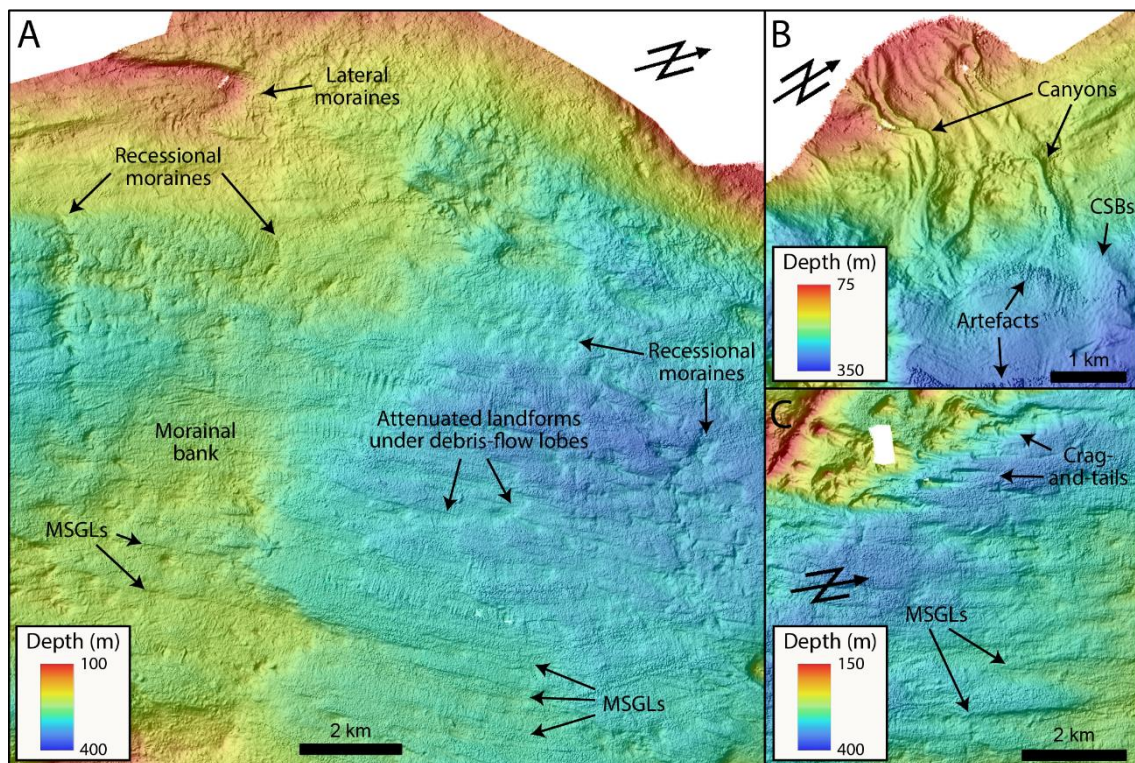 A
Lateral
moraines
Recessional
moraines
Recessional
moraines
Attenuated landforms
under debris-flow lobes
Morainal
bank
MSGLs
MSGLs
Depth (m)
100
400
2 km
B
Canyons
CSBs
Depth (m)
75
350
Artefacts
1 km
C
Crag-
and-tails
MSGLs
Depth (m)
150
400
2 km